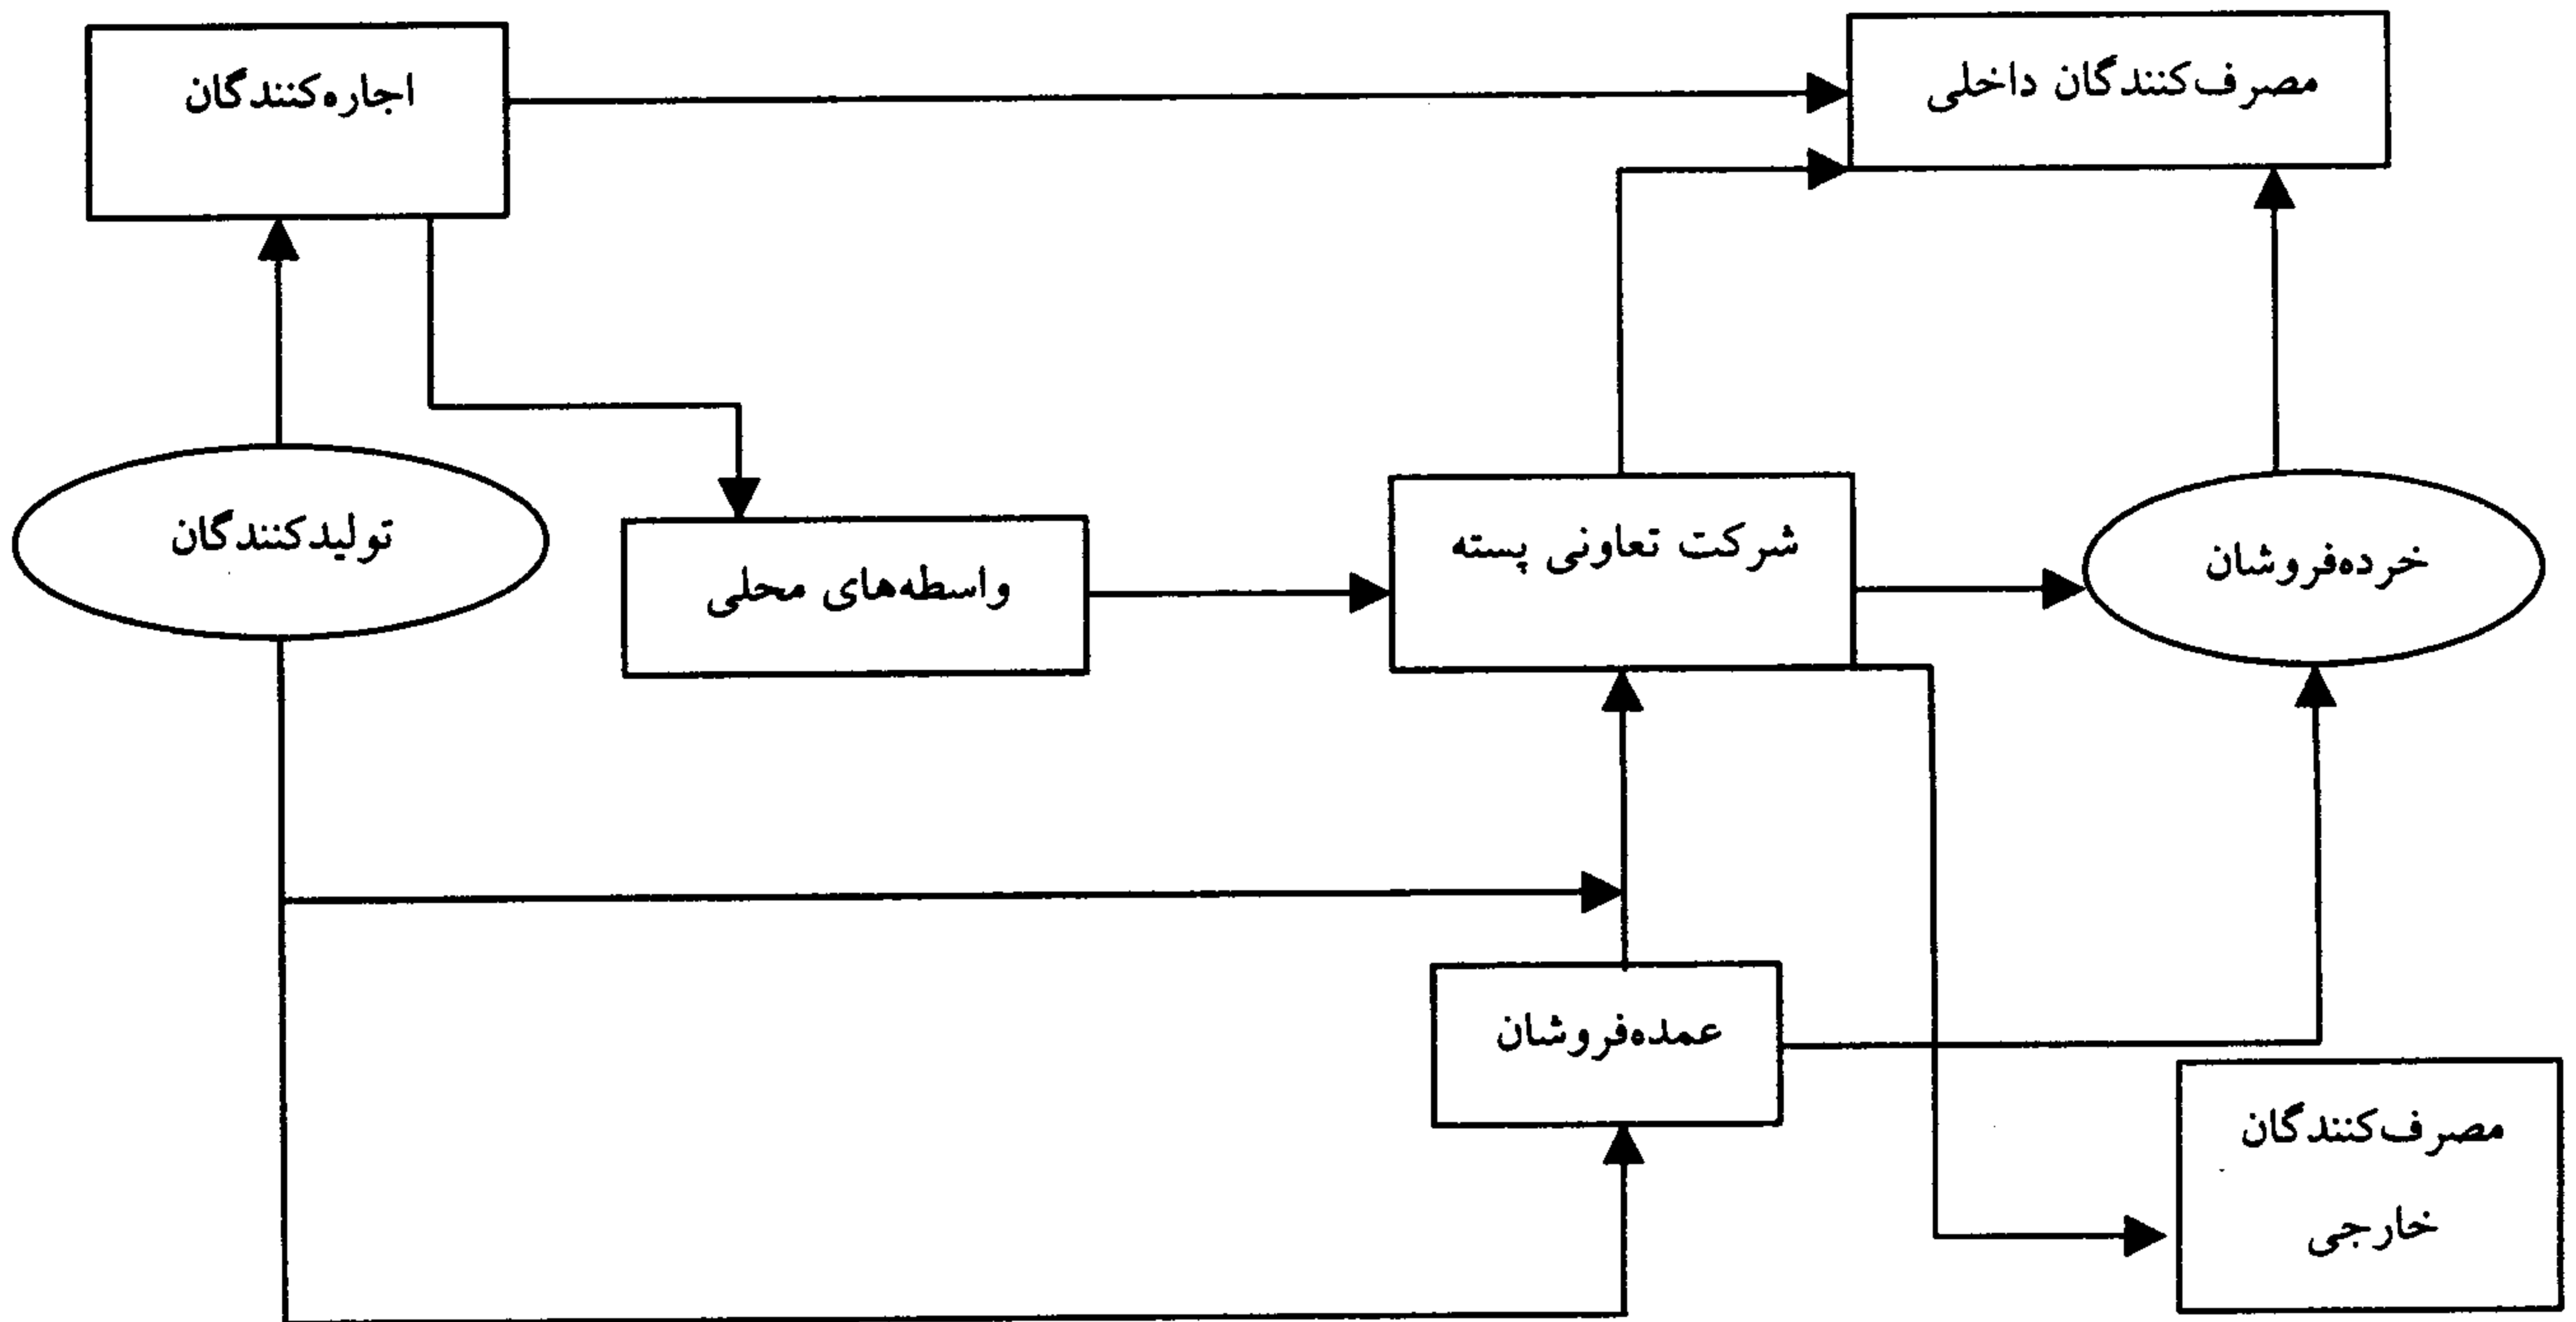 مصرف‌کنندگان داخلی
اجاره‌کنندگان
خرده‌فروشان
شرکت تعاونی پسته
واسطه‌های محلی
تولیدکنندگان
عمده‌فروشان
مصرف‌کنندگان
خارجی